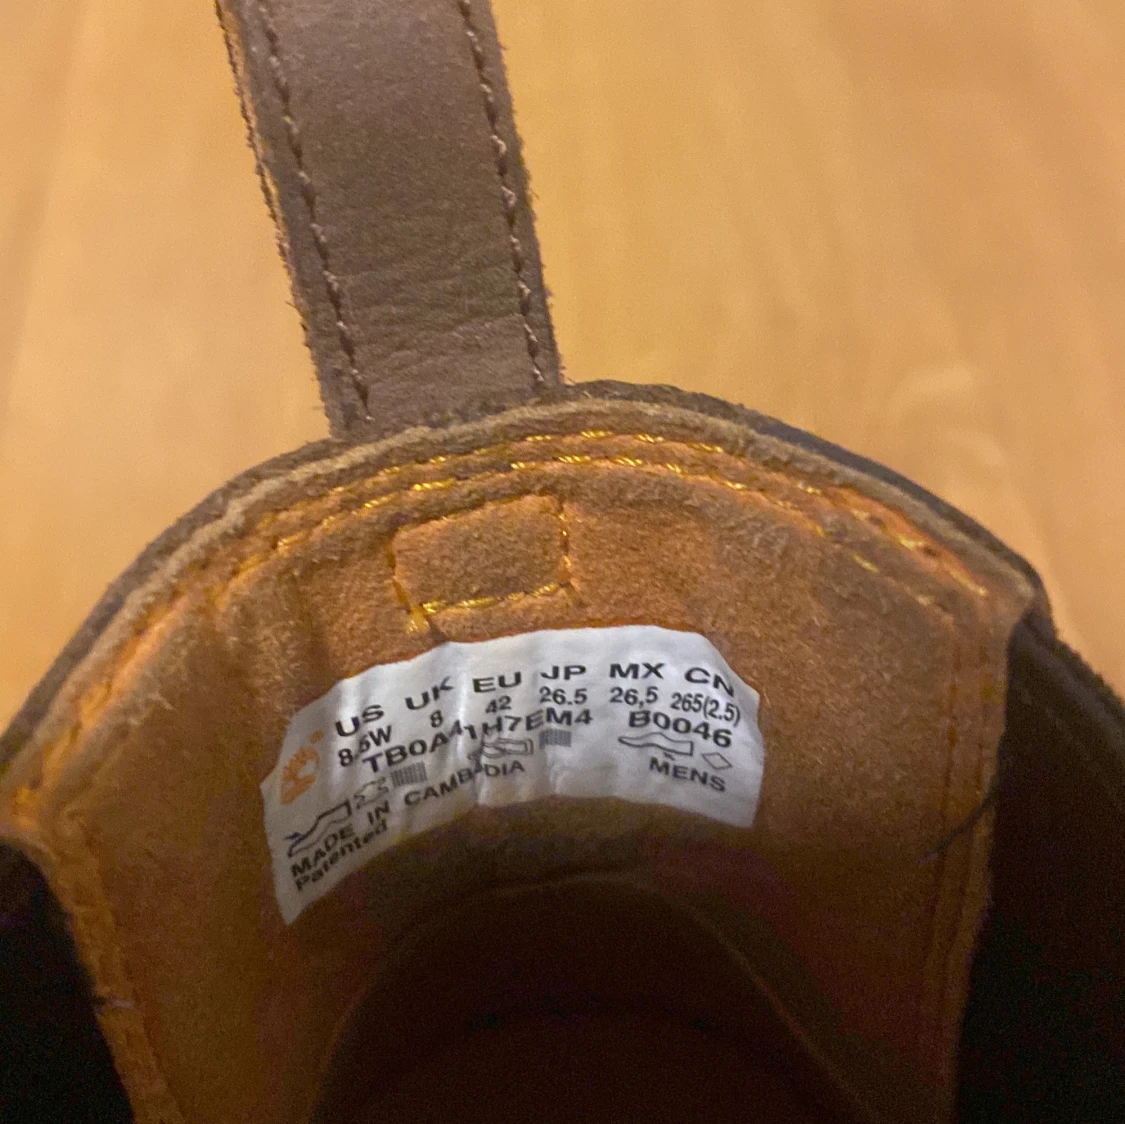 US UK EU JP MX CN
8.5W 8 42 26.5 26,5 265(2.5)
TB0A41H7EM4 B0046
MADE IN CAMBODIA MENS
Patented